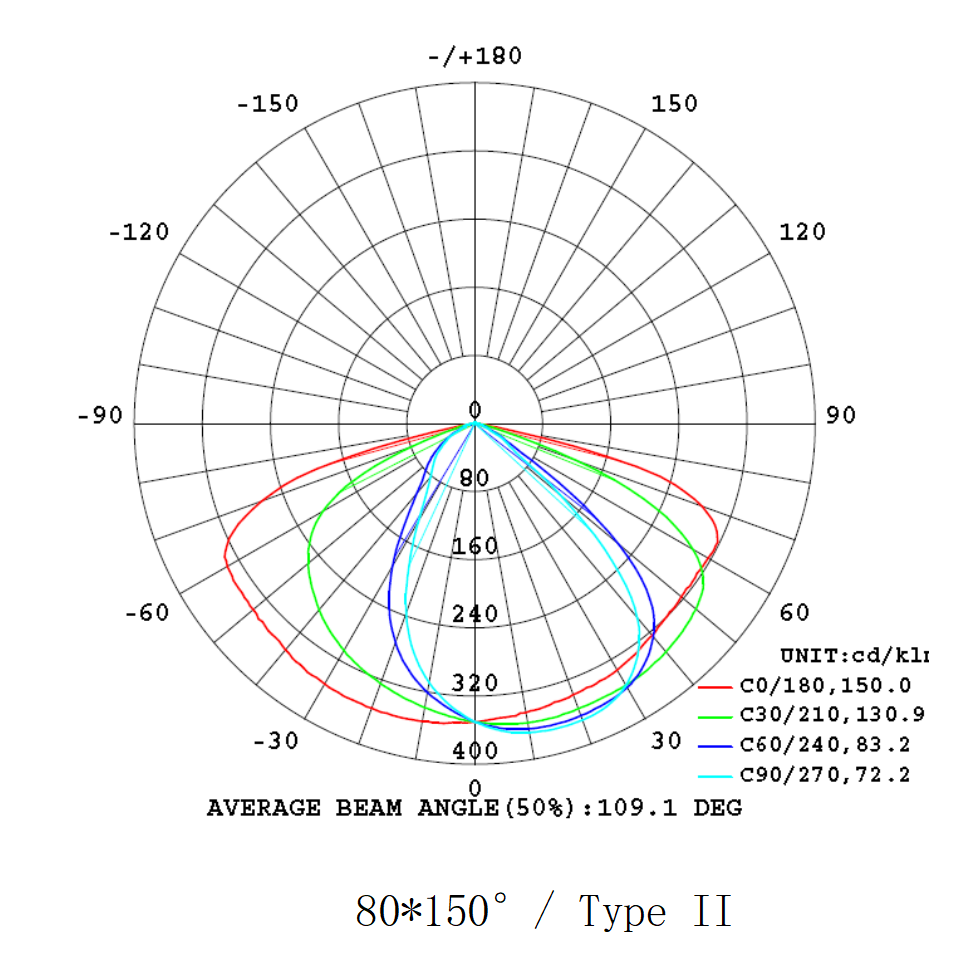 -/+180
-150 150
-120 120
-90 0 90
80
160
-60 240 60
UNIT:cd/klm
320
C0/180,150.0
C30/210,130.9
-30 30
C60/240,83.2
400
C90/270,72.2
0
AVERAGE BEAM ANGLE(50%):109.1 DEG
80*150° / Type II